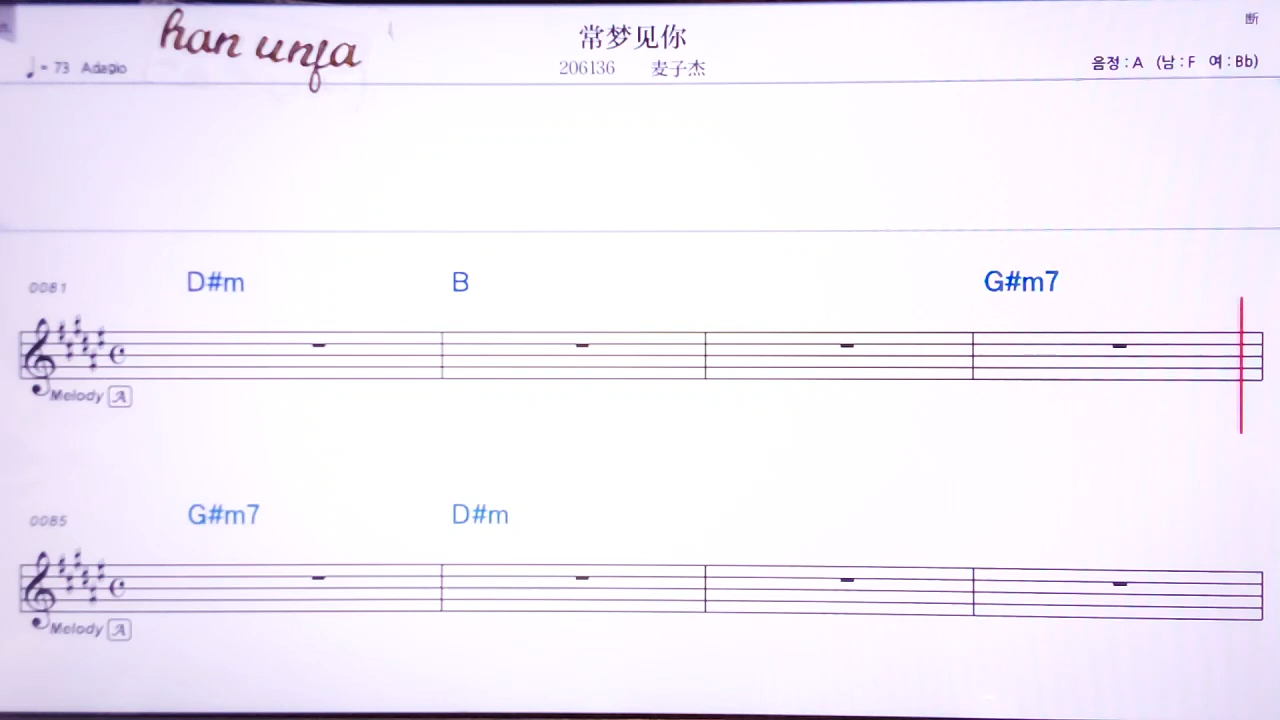 han unfa
常梦见你
断
♩= 73 Adagio
206136 麦子杰
음정 : A (남 : F 여 : Bb)
0081 D#m B G#m7
Melody A
0085 G#m7 D#m
Melody A